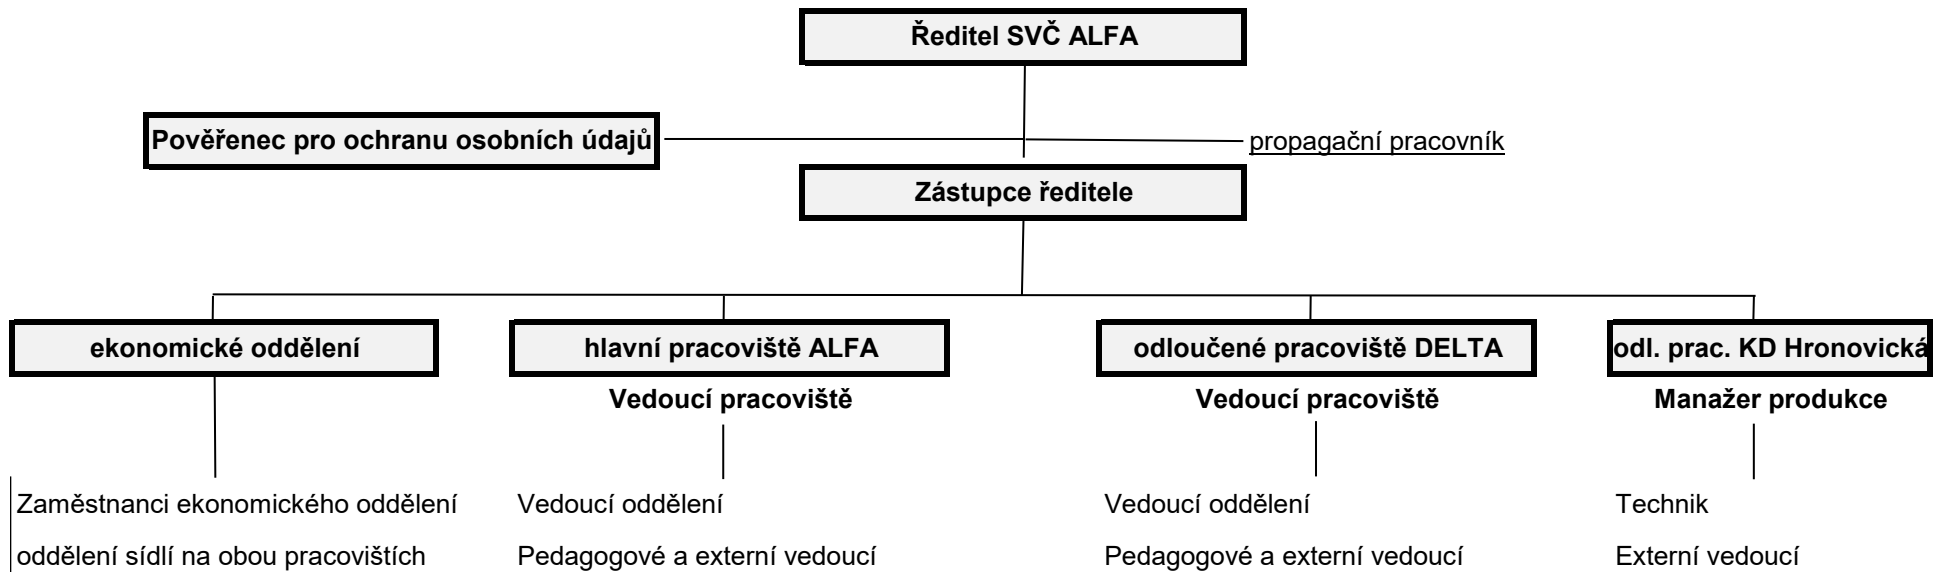 Ředitel SVČ ALFA
Pověřenec pro ochranu osobních údajů
propagační pracovník
Zástupce ředitele
ekonomické oddělení
hlavní pracoviště ALFA
odloučené pracoviště DELTA
odl. prac. KD Hronovická
Vedoucí pracoviště
Vedoucí pracoviště
Manažer produkce
Zaměstnanci ekonomického oddělení
Vedoucí oddělení
Vedoucí oddělení
Technik
oddělení sídlí na obou pracovištích
Pedagogové a externí vedoucí
Pedagogové a externí vedoucí
Externí vedoucí